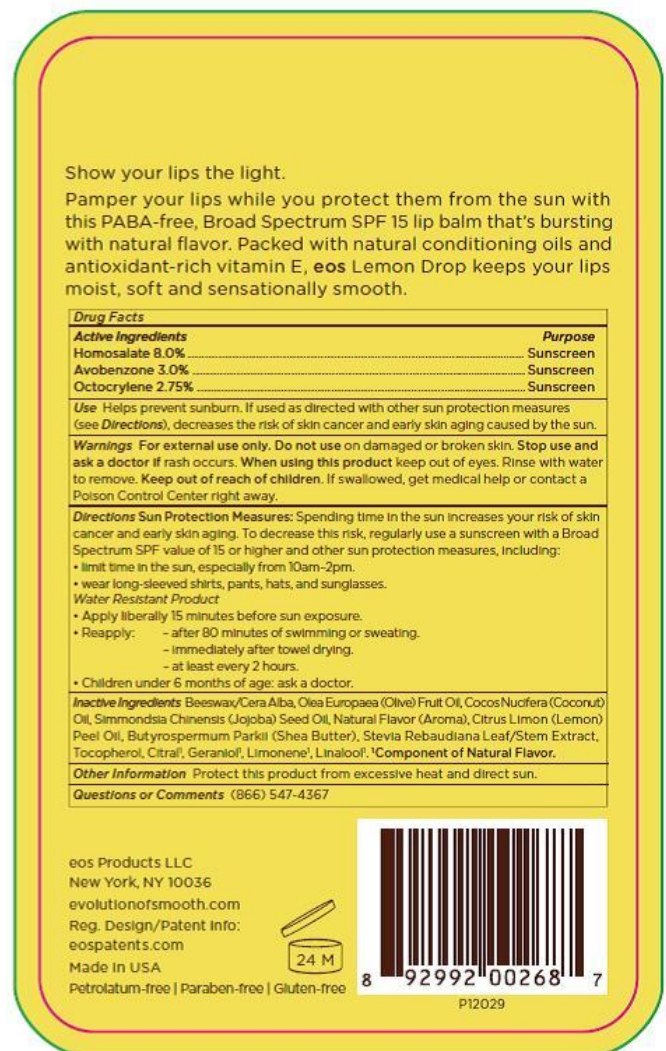 Show your lips the light.
Pamper your lips while you protect them from the sun with
this PABA-free, Broad Spectrum SPF 15 lip balm that's bursting
with natural flavor. Packed with natural conditioning oils and
antioxidant-rich vitamin E, eos Lemon Drop keeps your lips
moist, soft and sensationally smooth.
Drug Facts
Active Ingredients Purpose
Homosalate 8.0% Sunscreen
Avobenzone 3.0% Sunscreen
Octocrylene 2.75% Sunscreen
Use Helps prevent sunburn. If used as directed with other sun protection measures
(see Directions), decreases the risk of skin cancer and early skin aging caused by the sun.
Warnings For external use only. Do not use on damaged or broken skin. Stop use and
ask a doctor if rash occurs. When using this product keep out of eyes. Rinse with water
to remove. Keep out of reach of children. If swallowed, get medical help or contact a
Poison Control Center right away.
Directions Sun Protection Measures: Spending time in the sun increases your risk of skin
cancer and early skin aging. To decrease this risk, regularly use a sunscreen with a Broad
Spectrum SPF value of 15 or higher and other sun protection measures, including:
• limit time in the sun, especially from 10am–2pm.
• wear long-sleeved shirts, pants, hats, and sunglasses.
Water Resistant Product
• Apply liberally 15 minutes before sun exposure.
• Reapply: – after 80 minutes of swimming or sweating.
– immediately after towel drying.
– at least every 2 hours.
• Children under 6 months of age: ask a doctor.
Inactive Ingredients Beeswax/Cera Alba, Olea Europaea (Olive) Fruit Oil, Cocos Nucifera (Coconut)
Oil, Simmondsia Chinensis (Jojoba) Seed Oil, Natural Flavor (Aroma), Citrus Limon (Lemon)
Peel Oil, Butyrospermum Parkii (Shea Butter), Stevia Rebaudiana Leaf/Stem Extract,
Tocopherol, Citral¹, Geraniol¹, Limonene¹, Linalool¹. ¹Component of Natural Flavor.
Other Information Protect this product from excessive heat and direct sun.
Questions or Comments (866) 547-4367
eos Products LLC
New York, NY 10036
evolutionofsmooth.com
Reg. Design/Patent Info:
eospatents.com
Made in USA
Petrolatum-free | Paraben-free | Gluten-free
24 M
8 92992 00268 7
P12029